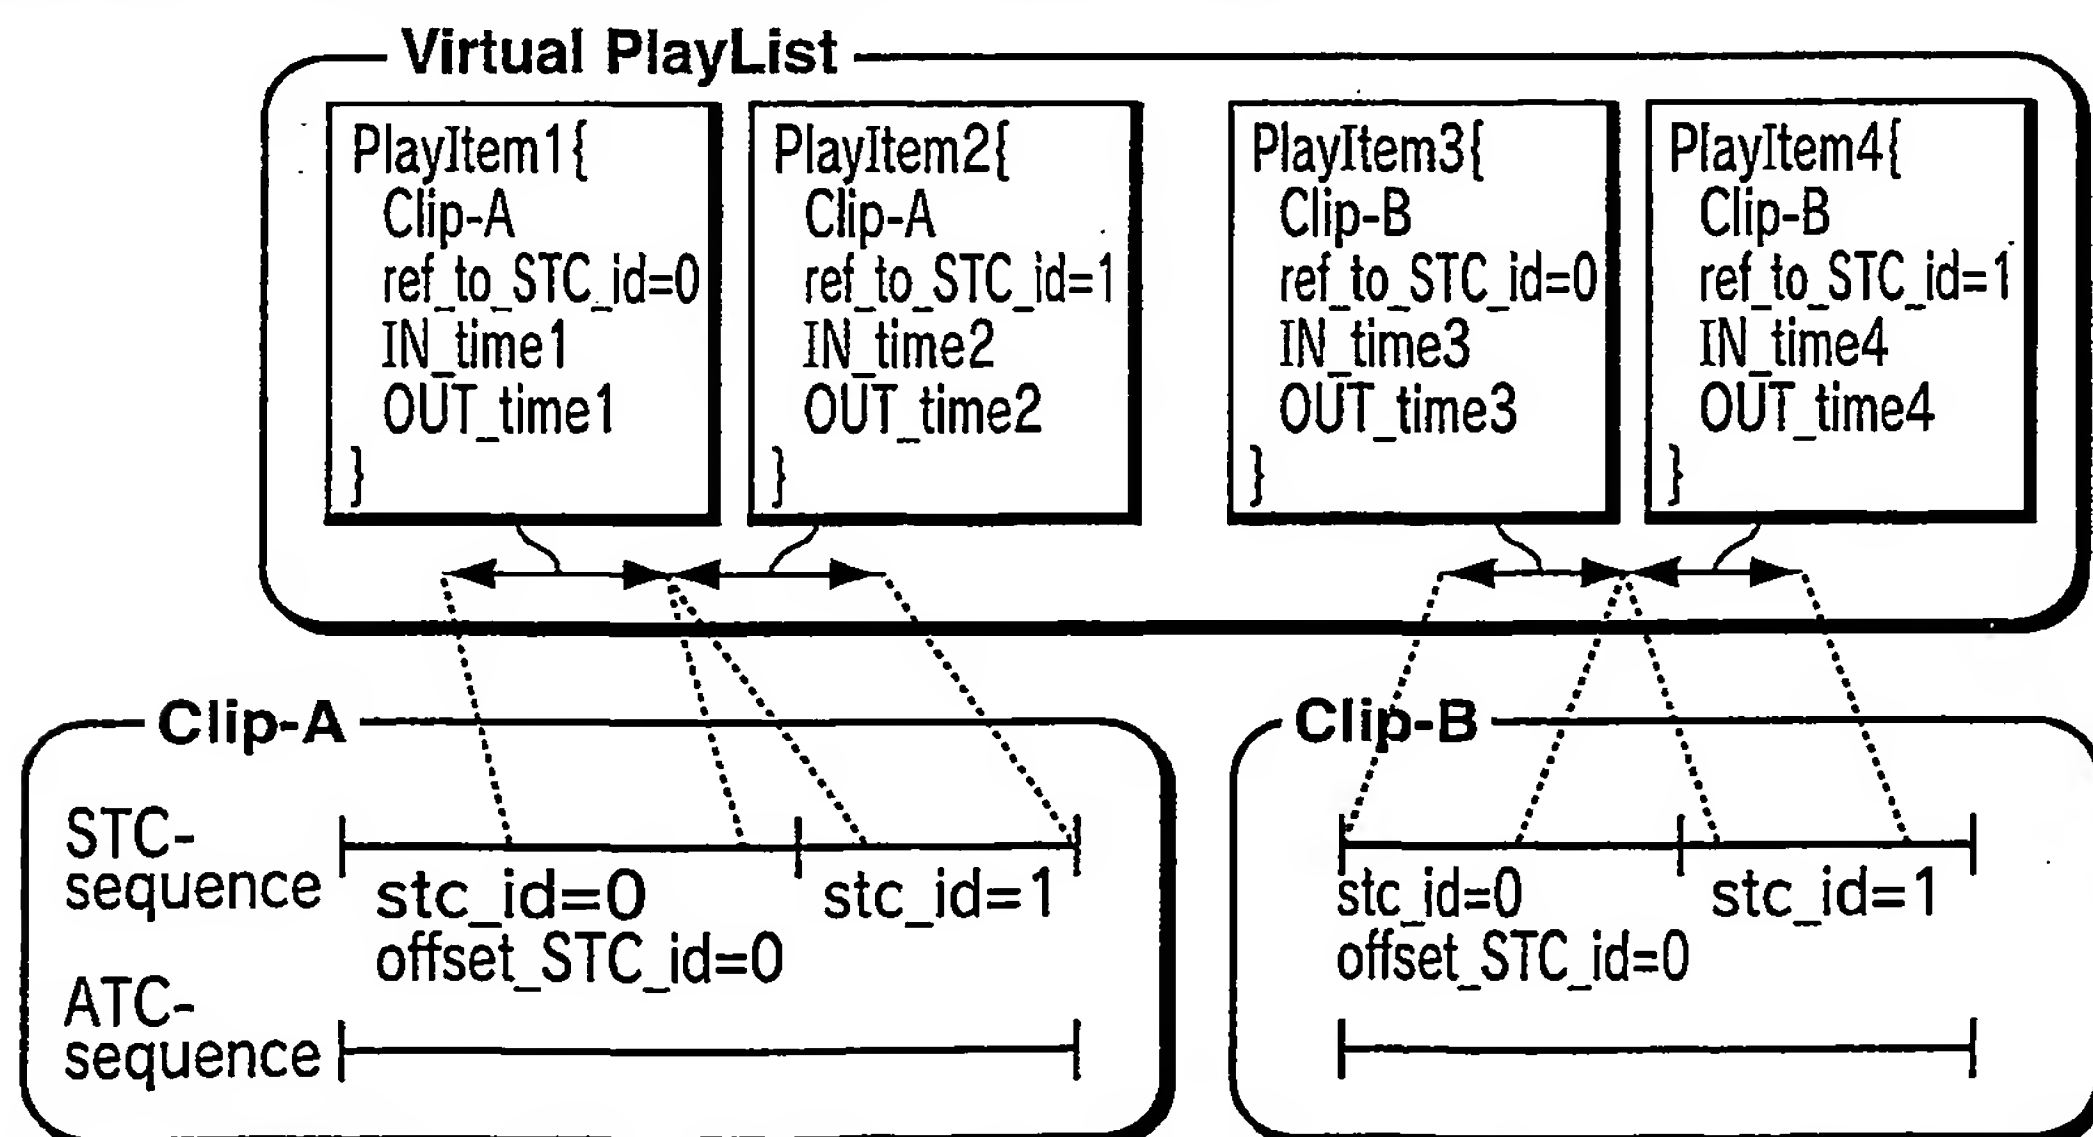 Virtual PlayList
PlayItem1{
Clip-A
ref_to_STC_id=0
IN_time1
OUT_time1
}
PlayItem2{
Clip-A
ref_to_STC_id=1
IN_time2
OUT_time2
}
PlayItem3{
Clip-B
ref_to_STC_id=0
IN_time3
OUT_time3
}
PlayItem4{
Clip-B
ref_to_STC_id=1
IN_time4
OUT_time4
}
Clip-A
STC-
sequence
stc_id=0
offset_STC_id=0
stc_id=1
ATC-
sequence
Clip-B
stc_id=0
offset_STC_id=0
stc_id=1